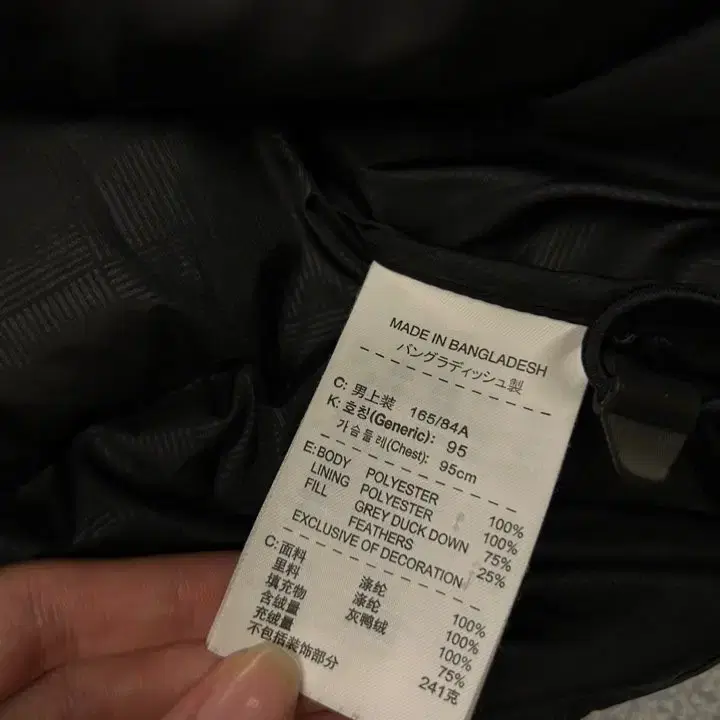 MADE IN BANGLADESH
バングラディッシュ製
C: 男上装 165/84A
K: 호칭(Generic): 95
가슴둘레(Chest): 95cm
E: BODY POLYESTER 100%
LINING POLYESTER 100%
FILL GREY DUCK DOWN 75%
FEATHERS 25%
EXCLUSIVE OF DECORATION
C: 面料 涤纶 100%
里料 涤纶 100%
填充物 灰鸭绒 100%
含绒量 75%
充绒量 241克
不包括装饰部分